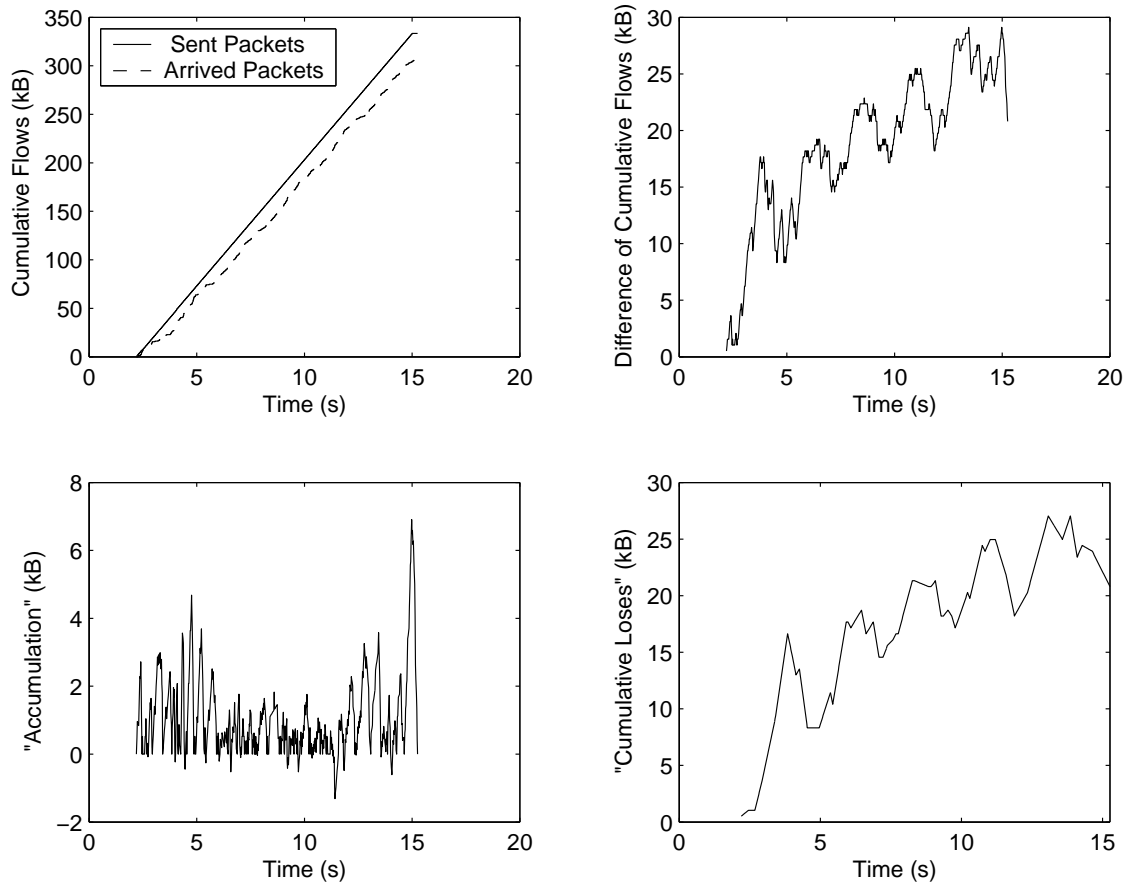 350
300
250
200
150
100
50
0
Cumulative Flows (kB)
Sent Packets
Arrived Packets
0 5 10 15 20
Time (s)
30
25
20
15
10
5
0
Difference of Cumulative Flows (kB)
0 5 10 15 20
Time (s)
8
6
4
2
0
−2
"Accumulation" (kB)
0 5 10 15 20
Time (s)
30
25
20
15
10
5
0
"Cumulative Loses" (kB)
0 5 10 15
Time (s)